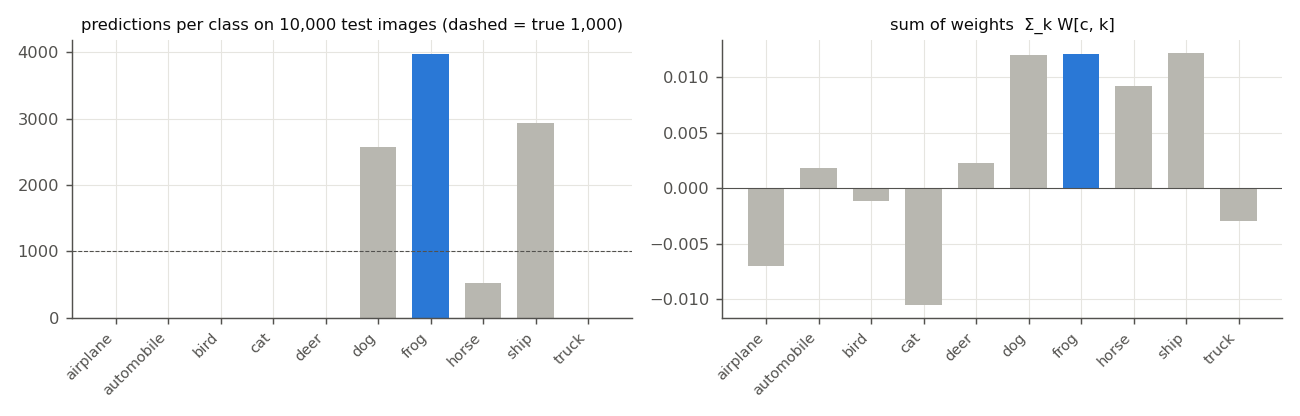 predictions per class on 10,000 test images (dashed = true 1,000)
4000
3000
2000
1000
0
airplane
automobile
bird
cat
deer
dog
frog
horse
ship
truck
sum of weights  Σ_k W[c, k]
0.010
0.005
0.000
−0.005
−0.010
airplane
automobile
bird
cat
deer
dog
frog
horse
ship
truck